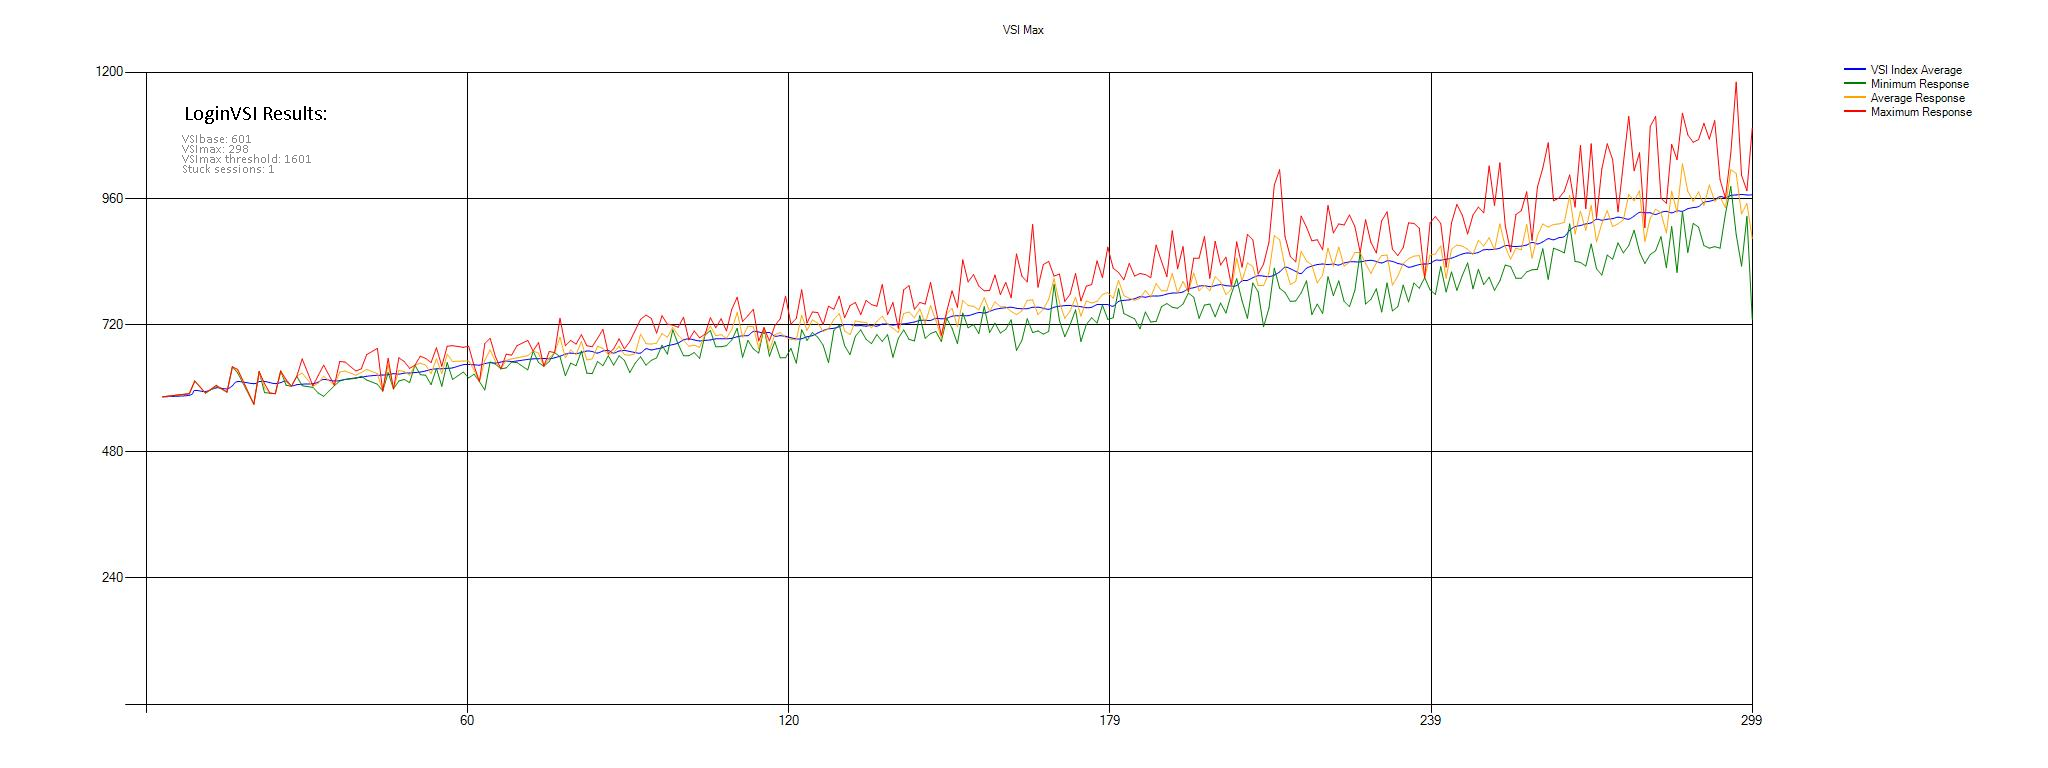 VSI Max
1200
960
720
480
240
LoginVSI Results:
VSIbase: 601
VSImax: 298
VSImax threshold: 1601
Stuck sessions: 1
VSI Index Average
Minimum Response
Average Response
Maximum Response
60
120
179
239
299